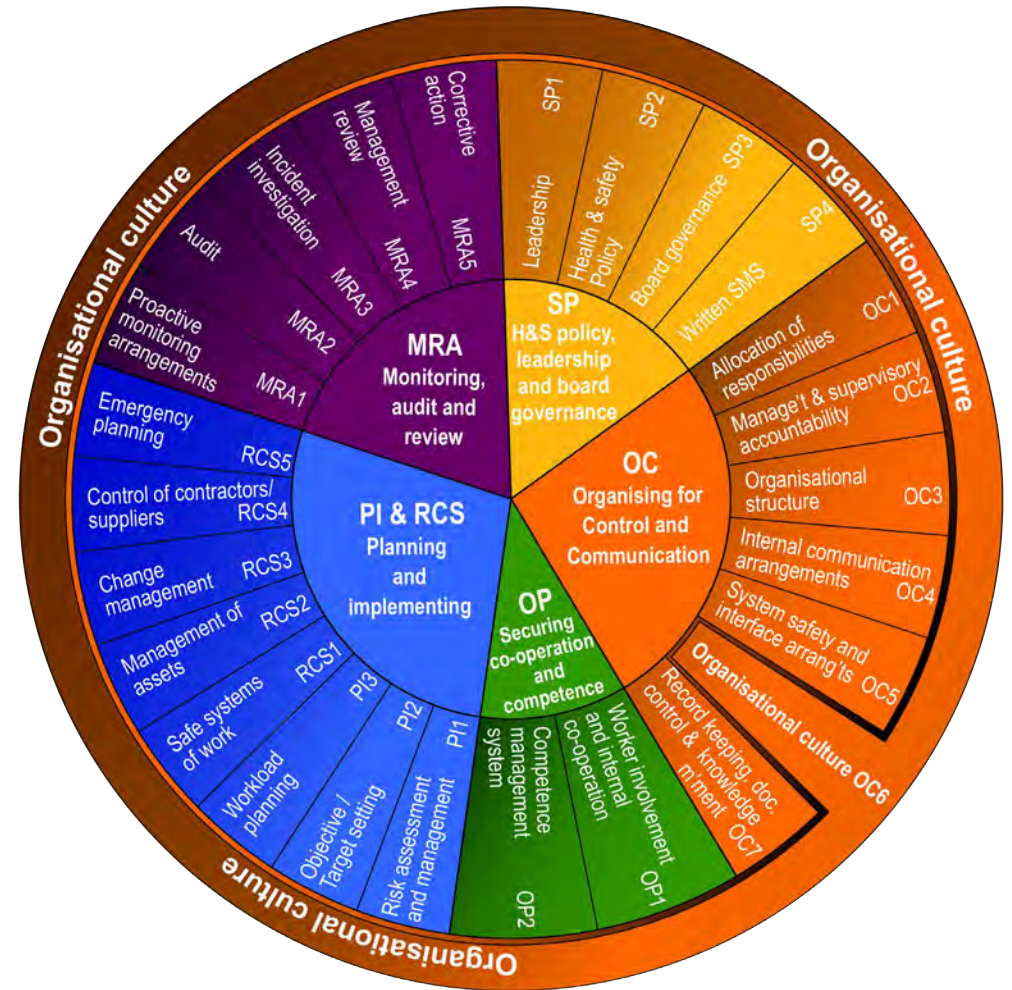 Organisational culture
Organisational culture
Organisational culture
SP
H&S policy,
leadership
and board
governance
SP1
Leadership
SP2
Health & safety
Policy
Board governance SP3
SP4
Written SMS
OC
Organising for
Control and
Communication
OC1
Allocation of
responsibilities
Manage't & supervisory
accountability
OC2
Organisational
structure
OC3
Internal communication
arrangements
OC4
System safety and
interface arrang'ts OC5
Organisational culture OC6
Record keeping, doc.
control & knowledge
m'ment
OC7
OP
Securing
co-operation
and
competence
Worker involvement
and internal
co-operation
OP1
Competence
management
system
OP2
PI & RCS
Planning
and
implementing
PI1
Risk assessment
and management
PI2
Objective /
Target setting
PI3
Workload
planning
RCS1
Safe systems
of work
RCS2
Management of
assets
RCS3
Change
management
Control of contractors/
suppliers
RCS4
Emergency
planning
RCS5
MRA
Monitoring,
audit and
review
Proactive
monitoring
arrangements
MRA1
Audit
MRA2
Incident
investigation
MRA3
Management
review
MRA4
Corrective
action
MRA5